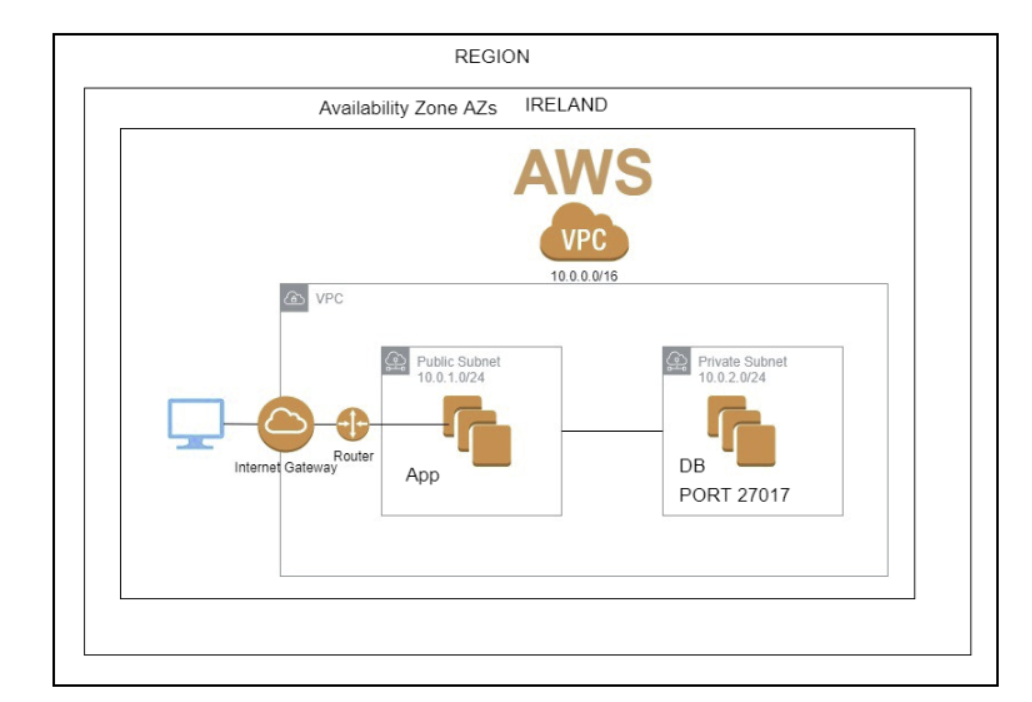 REGION
Availability Zone AZs IRELAND
AWS
VPC
10.0.0.0/16
VPC
Public Subnet
10.0.1.0/24
Private Subnet
10.0.2.0/24
Internet Gateway
Router
App
DB
PORT 27017